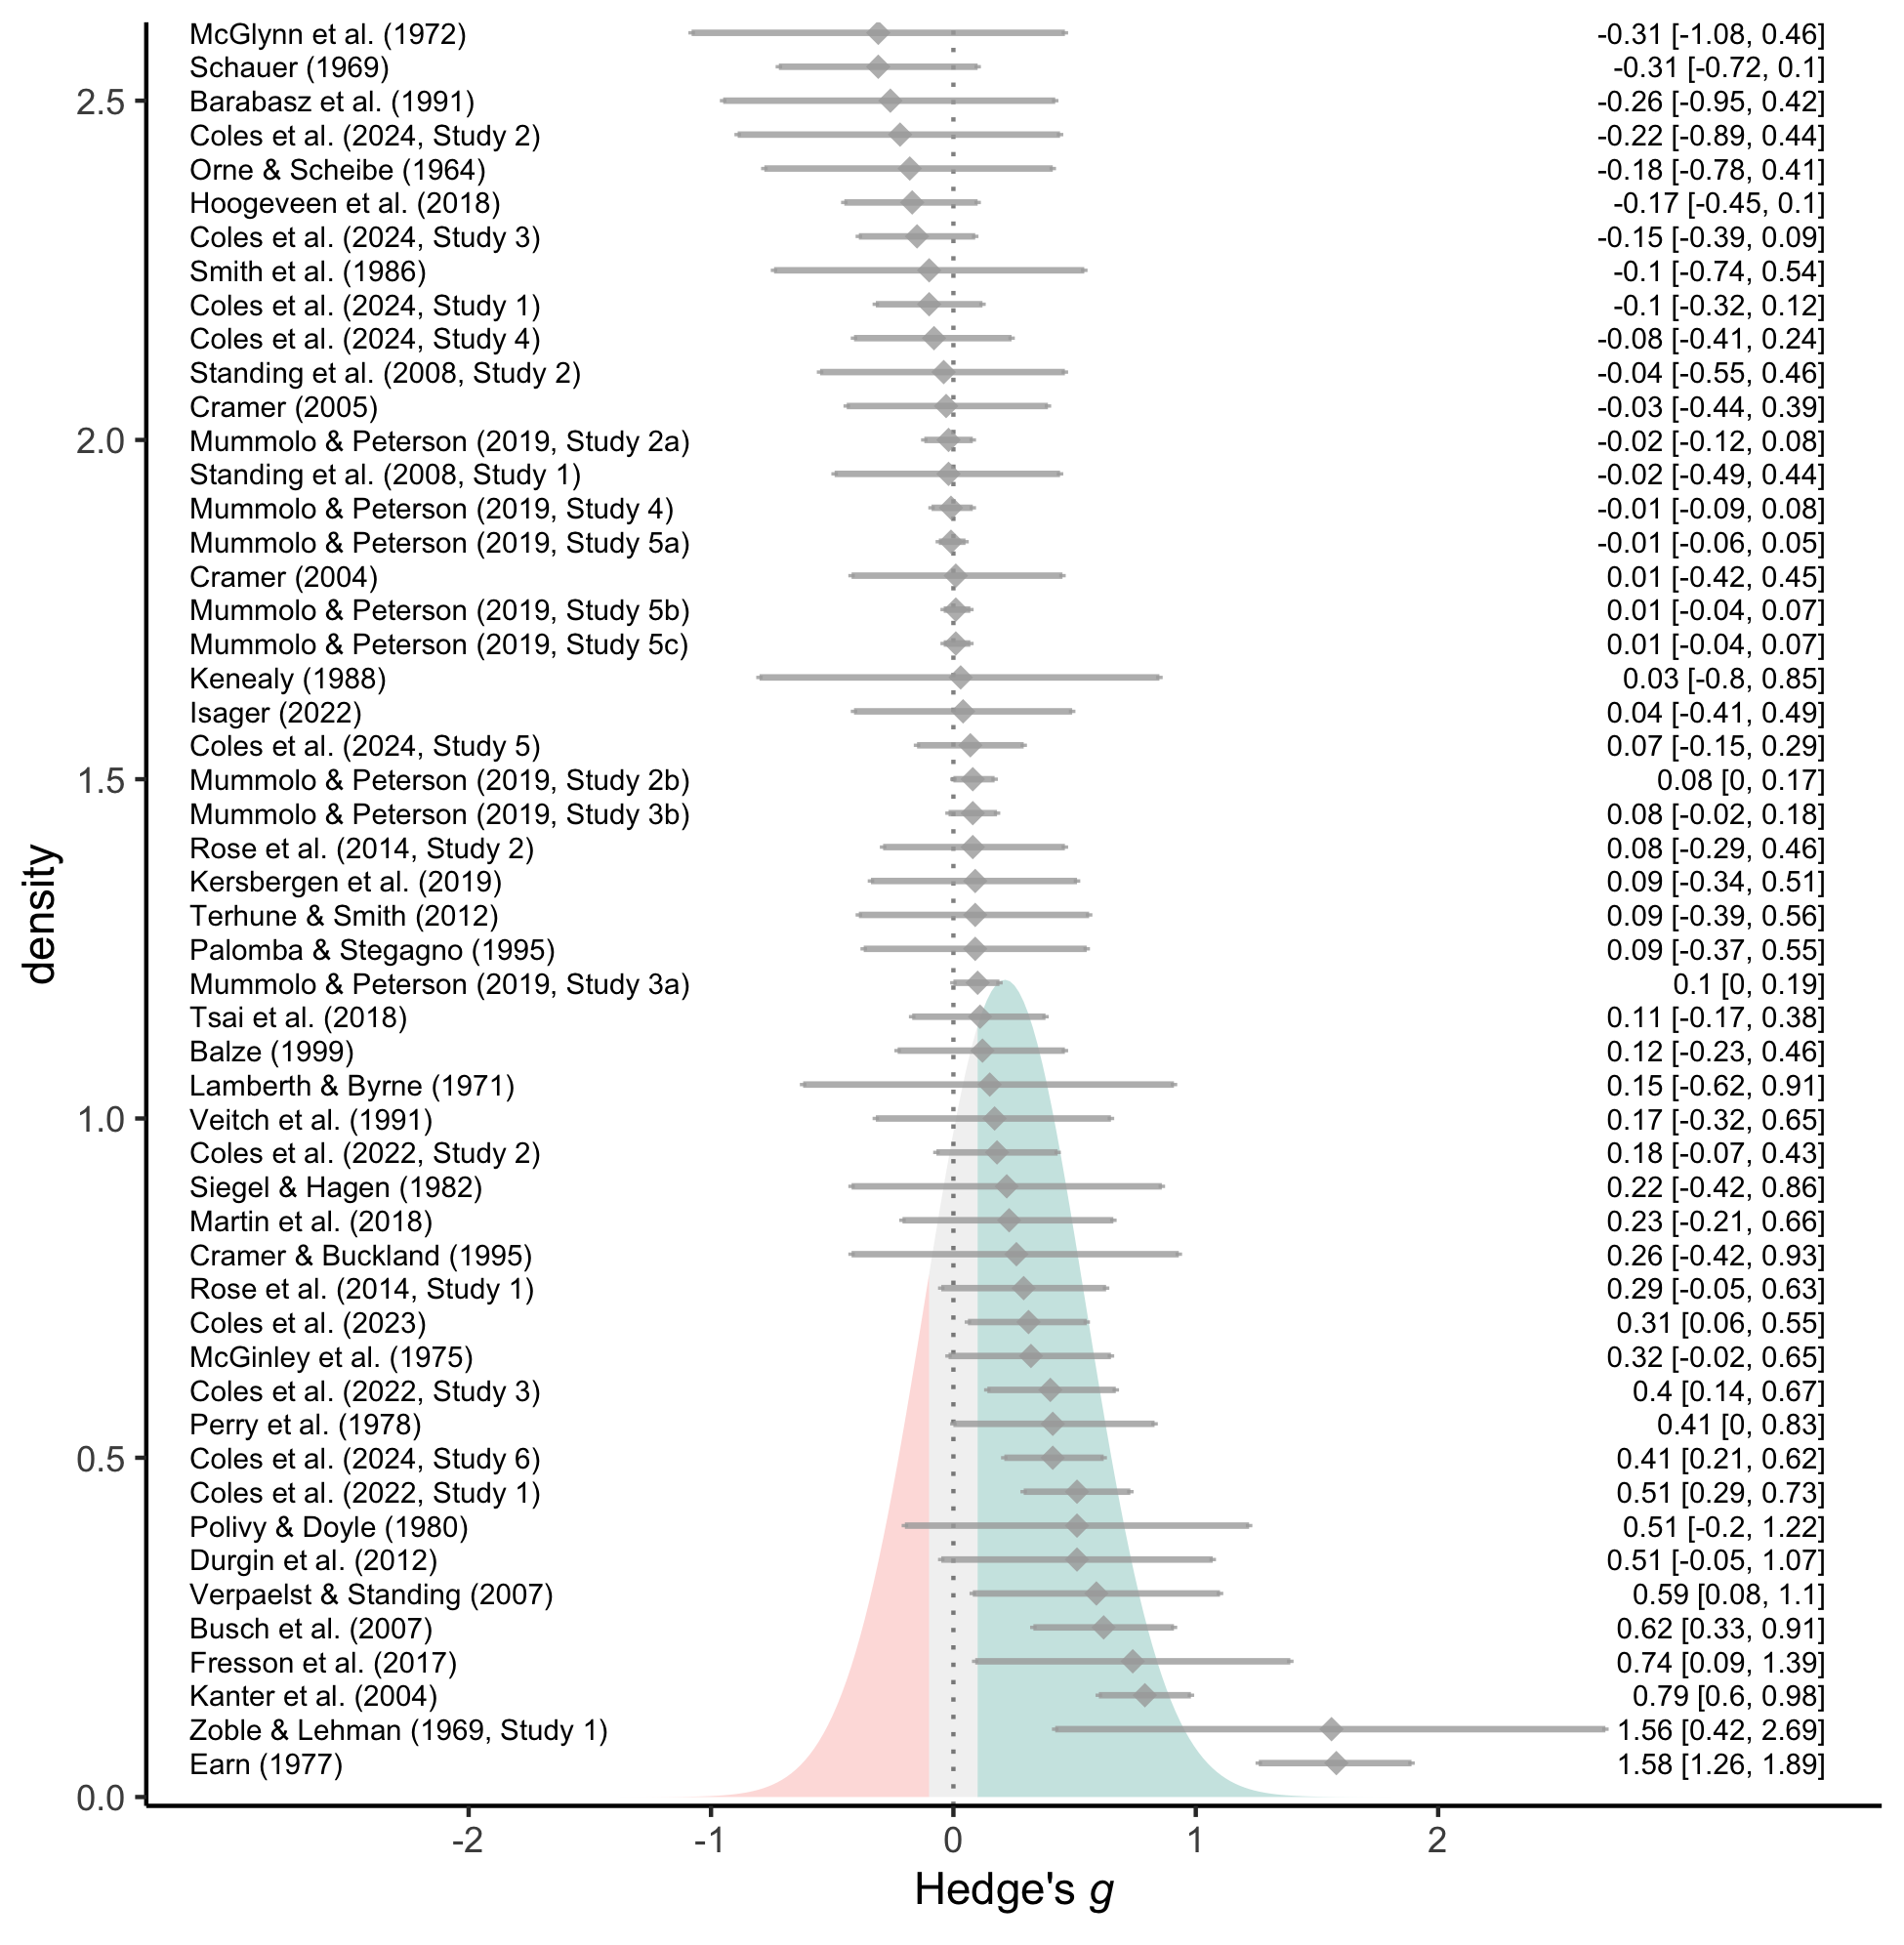 McGlynn et al. (1972) -0.31 [-1.08, 0.46]
Schauer (1969) -0.31 [-0.72, 0.1]
2.5 Barabasz et al. (1991) -0.26 [-0.95, 0.42]
Coles et al. (2024, Study 2) -0.22 [-0.89, 0.44]
Orne & Scheibe (1964) -0.18 [-0.78, 0.41]
Hoogeveen et al. (2018) -0.17 [-0.45, 0.1]
Coles et al. (2024, Study 3) -0.15 [-0.39, 0.09]
Smith et al. (1986) -0.1 [-0.74, 0.54]
Coles et al. (2024, Study 1) -0.1 [-0.32, 0.12]
Coles et al. (2024, Study 4) -0.08 [-0.41, 0.24]
Standing et al. (2008, Study 2) -0.04 [-0.55, 0.46]
Cramer (2005) -0.03 [-0.44, 0.39]
2.0 Mummolo & Peterson (2019, Study 2a) -0.02 [-0.12, 0.08]
Standing et al. (2008, Study 1) -0.02 [-0.49, 0.44]
Mummolo & Peterson (2019, Study 4) -0.01 [-0.09, 0.08]
Mummolo & Peterson (2019, Study 5a) -0.01 [-0.06, 0.05]
Cramer (2004) 0.01 [-0.42, 0.45]
Mummolo & Peterson (2019, Study 5b) 0.01 [-0.04, 0.07]
Mummolo & Peterson (2019, Study 5c) 0.01 [-0.04, 0.07]
Kenealy (1988) 0.03 [-0.8, 0.85]
Isager (2022) 0.04 [-0.41, 0.49]
Coles et al. (2024, Study 5) 0.07 [-0.15, 0.29]
1.5 Mummolo & Peterson (2019, Study 2b) 0.08 [0, 0.17]
Mummolo & Peterson (2019, Study 3b) 0.08 [-0.02, 0.18]
Rose et al. (2014, Study 2) 0.08 [-0.29, 0.46]
Kersbergen et al. (2019) 0.09 [-0.34, 0.51]
Terhune & Smith (2012) 0.09 [-0.39, 0.56]
Palomba & Stegagno (1995) 0.09 [-0.37, 0.55]
Mummolo & Peterson (2019, Study 3a) 0.1 [0, 0.19]
Tsai et al. (2018) 0.11 [-0.17, 0.38]
Balze (1999) 0.12 [-0.23, 0.46]
Lamberth & Byrne (1971) 0.15 [-0.62, 0.91]
1.0 Veitch et al. (1991) 0.17 [-0.32, 0.65]
Coles et al. (2022, Study 2) 0.18 [-0.07, 0.43]
Siegel & Hagen (1982) 0.22 [-0.42, 0.86]
Martin et al. (2018) 0.23 [-0.21, 0.66]
Cramer & Buckland (1995) 0.26 [-0.42, 0.93]
Rose et al. (2014, Study 1) 0.29 [-0.05, 0.63]
Coles et al. (2023) 0.31 [0.06, 0.55]
McGinley et al. (1975) 0.32 [-0.02, 0.65]
Coles et al. (2022, Study 3) 0.4 [0.14, 0.67]
Perry et al. (1978) 0.41 [0, 0.83]
0.5 Coles et al. (2024, Study 6) 0.41 [0.21, 0.62]
Coles et al. (2022, Study 1) 0.51 [0.29, 0.73]
Polivy & Doyle (1980) 0.51 [-0.2, 1.22]
Durgin et al. (2012) 0.51 [-0.05, 1.07]
Verpaelst & Standing (2007) 0.59 [0.08, 1.1]
Busch et al. (2007) 0.62 [0.33, 0.91]
Fresson et al. (2017) 0.74 [0.09, 1.39]
Kanter et al. (2004) 0.79 [0.6, 0.98]
Zoble & Lehman (1969, Study 1) 1.56 [0.42, 2.69]
Earn (1977) 1.58 [1.26, 1.89]
0.0
density
-2 -1 0 1 2
Hedge's g